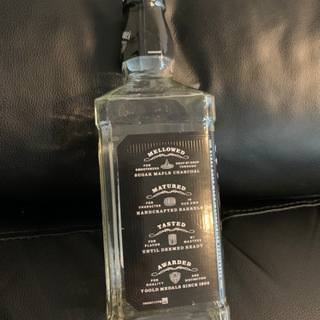 MELLOWED
FOR SMOOTHNESS DROP BY DROP THROUGH
SUGAR MAPLE CHARCOAL
MATURED
FOR CHARACTER IN OUR OWN
HANDCRAFTED BARRELS
TASTED
FOR FLAVOR BY MASTERS
UNTIL DEEMED READY
AWARDED
FOR QUALITY AND DISTINCTION
7 GOLD MEDALS SINCE 1904